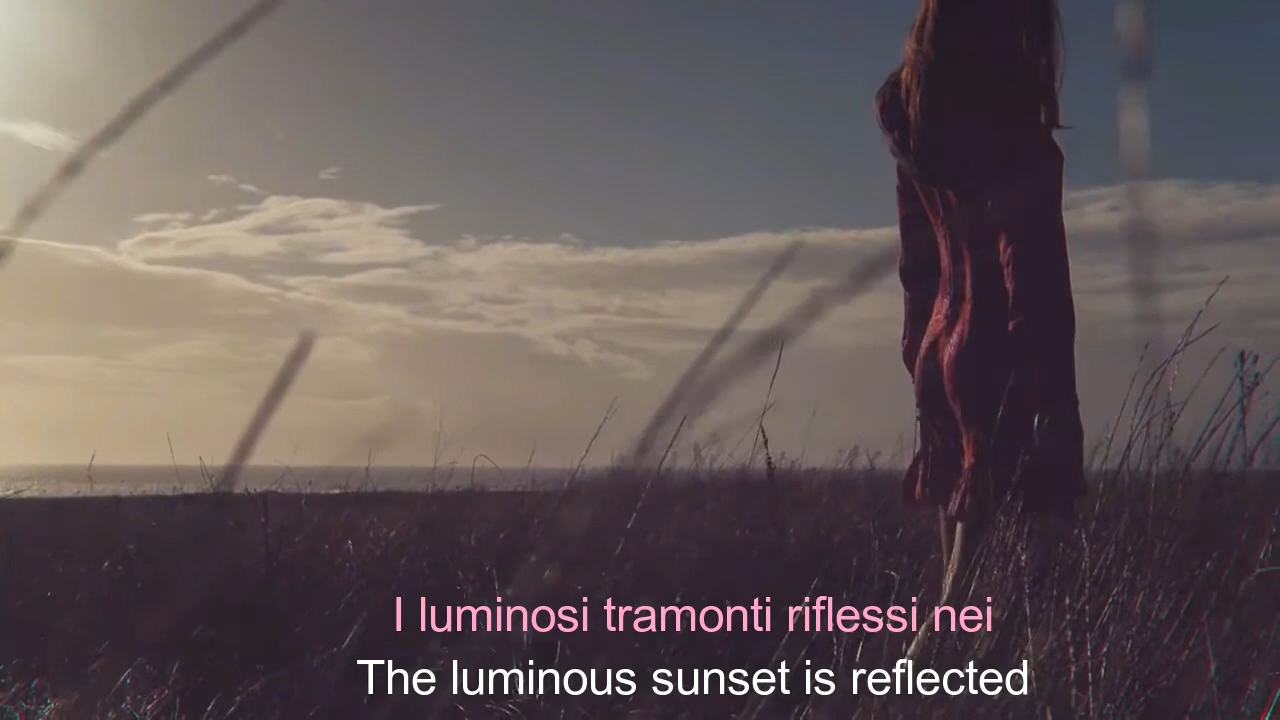 I luminosi tramonti riflessi nei
The luminous sunset is reflected